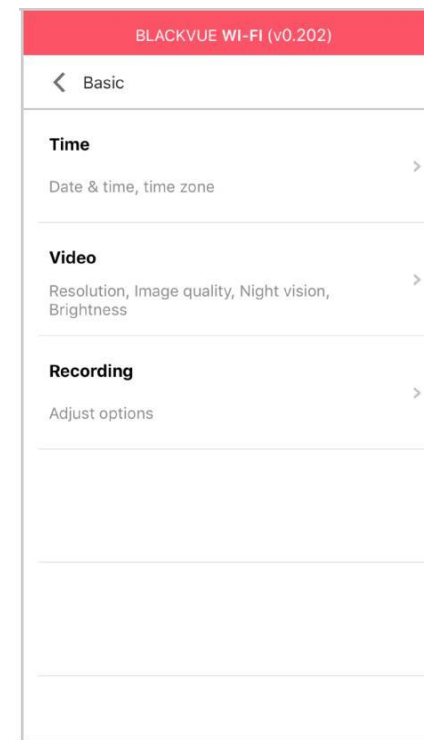 BLACKVUE WI-FI (v0.202)
Basic
Time
Date & time, time zone
Video
Resolution, Image quality, Night vision,
Brightness
Recording
Adjust options